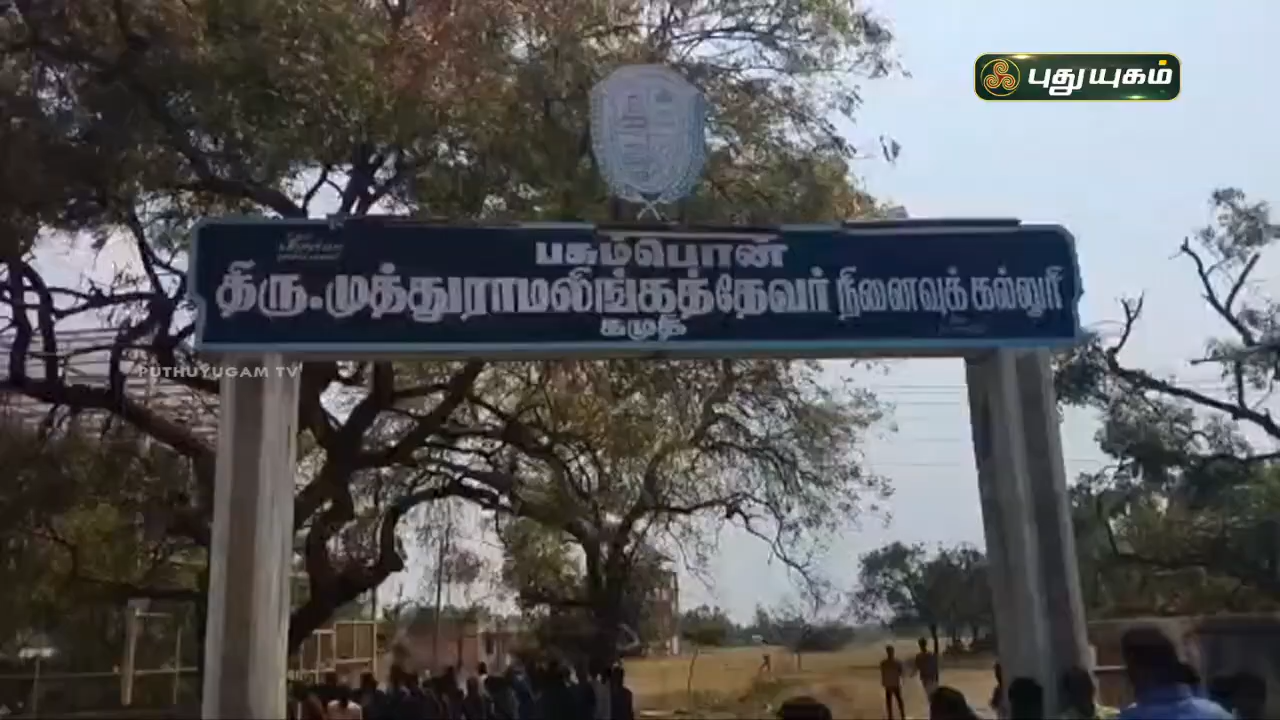 புதுயுகம்
பசும்பொன்
திரு.முத்துராமலிங்கத்தேவர் நினைவுக் கல்லூரி
கமுதி
PUTHUYUGAM TV